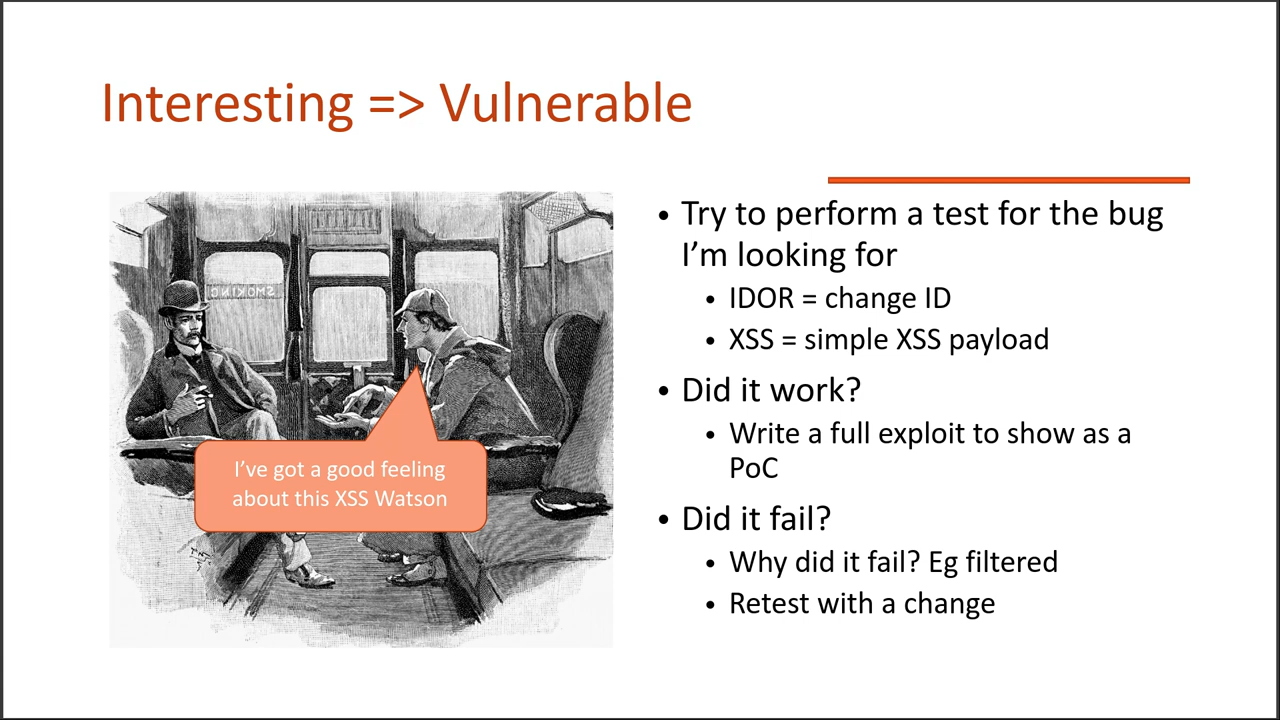 Interesting => Vulnerable
• Try to perform a test for the bug
I'm looking for
• IDOR = change ID
• XSS = simple XSS payload
• Did it work?
• Write a full exploit to show as a
PoC
• Did it fail?
• Why did it fail? Eg filtered
• Retest with a change
SMOKING
I've got a good feeling
about this XSS Watson